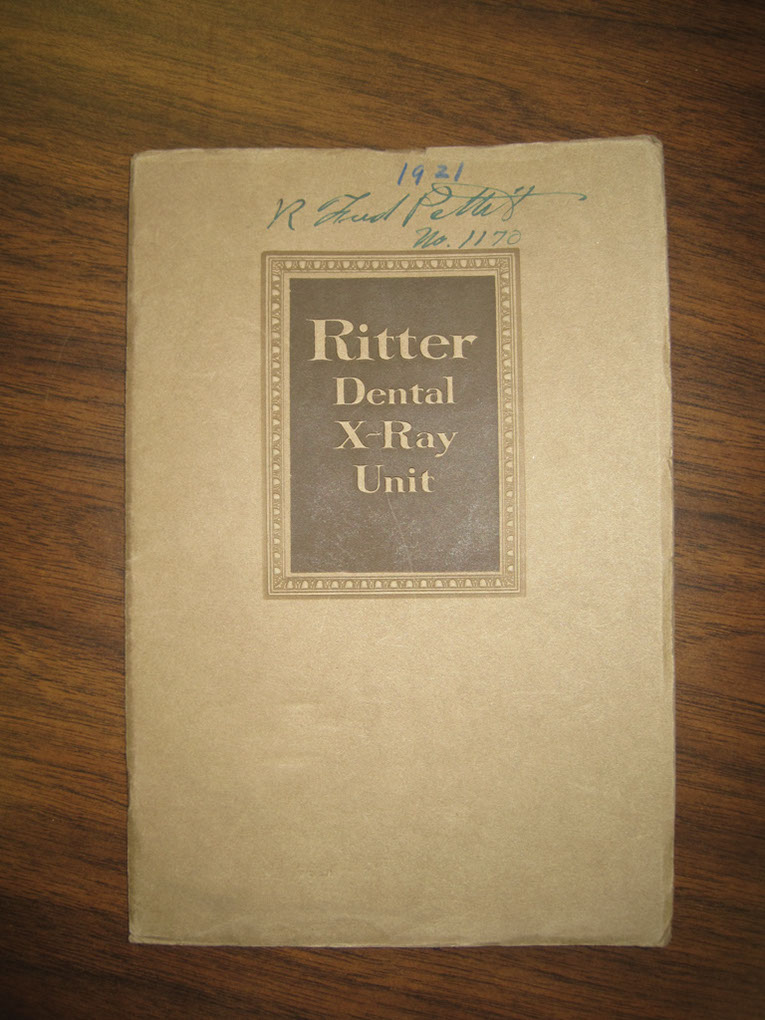 1921
R Fred Pettit
No. 1170
Ritter
Dental
X-Ray
Unit